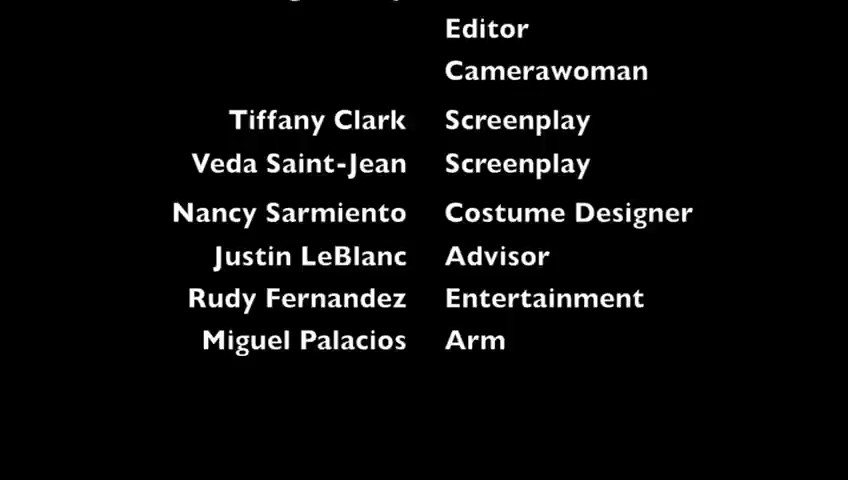 Editor
Camerawoman
Tiffany Clark Screenplay
Veda Saint-Jean Screenplay
Nancy Sarmiento Costume Designer
Justin LeBlanc Advisor
Rudy Fernandez Entertainment
Miguel Palacios Arm